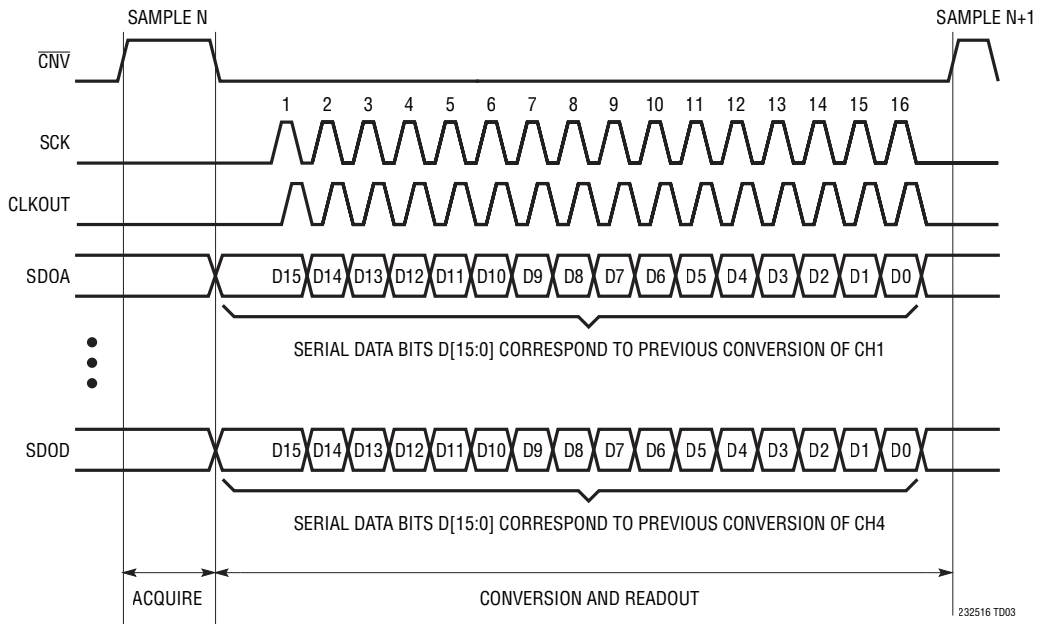 SAMPLE N
SAMPLE N+1
CNV
1 2 3 4 5 6 7 8 9 10 11 12 13 14 15 16
SCK
CLKOUT
SDOA
D15 D14 D13 D12 D11 D10 D9 D8 D7 D6 D5 D4 D3 D2 D1 D0
SERIAL DATA BITS D[15:0] CORRESPOND TO PREVIOUS CONVERSION OF CH1
SDOD
D15 D14 D13 D12 D11 D10 D9 D8 D7 D6 D5 D4 D3 D2 D1 D0
SERIAL DATA BITS D[15:0] CORRESPOND TO PREVIOUS CONVERSION OF CH4
ACQUIRE
CONVERSION AND READOUT
232516 TD03